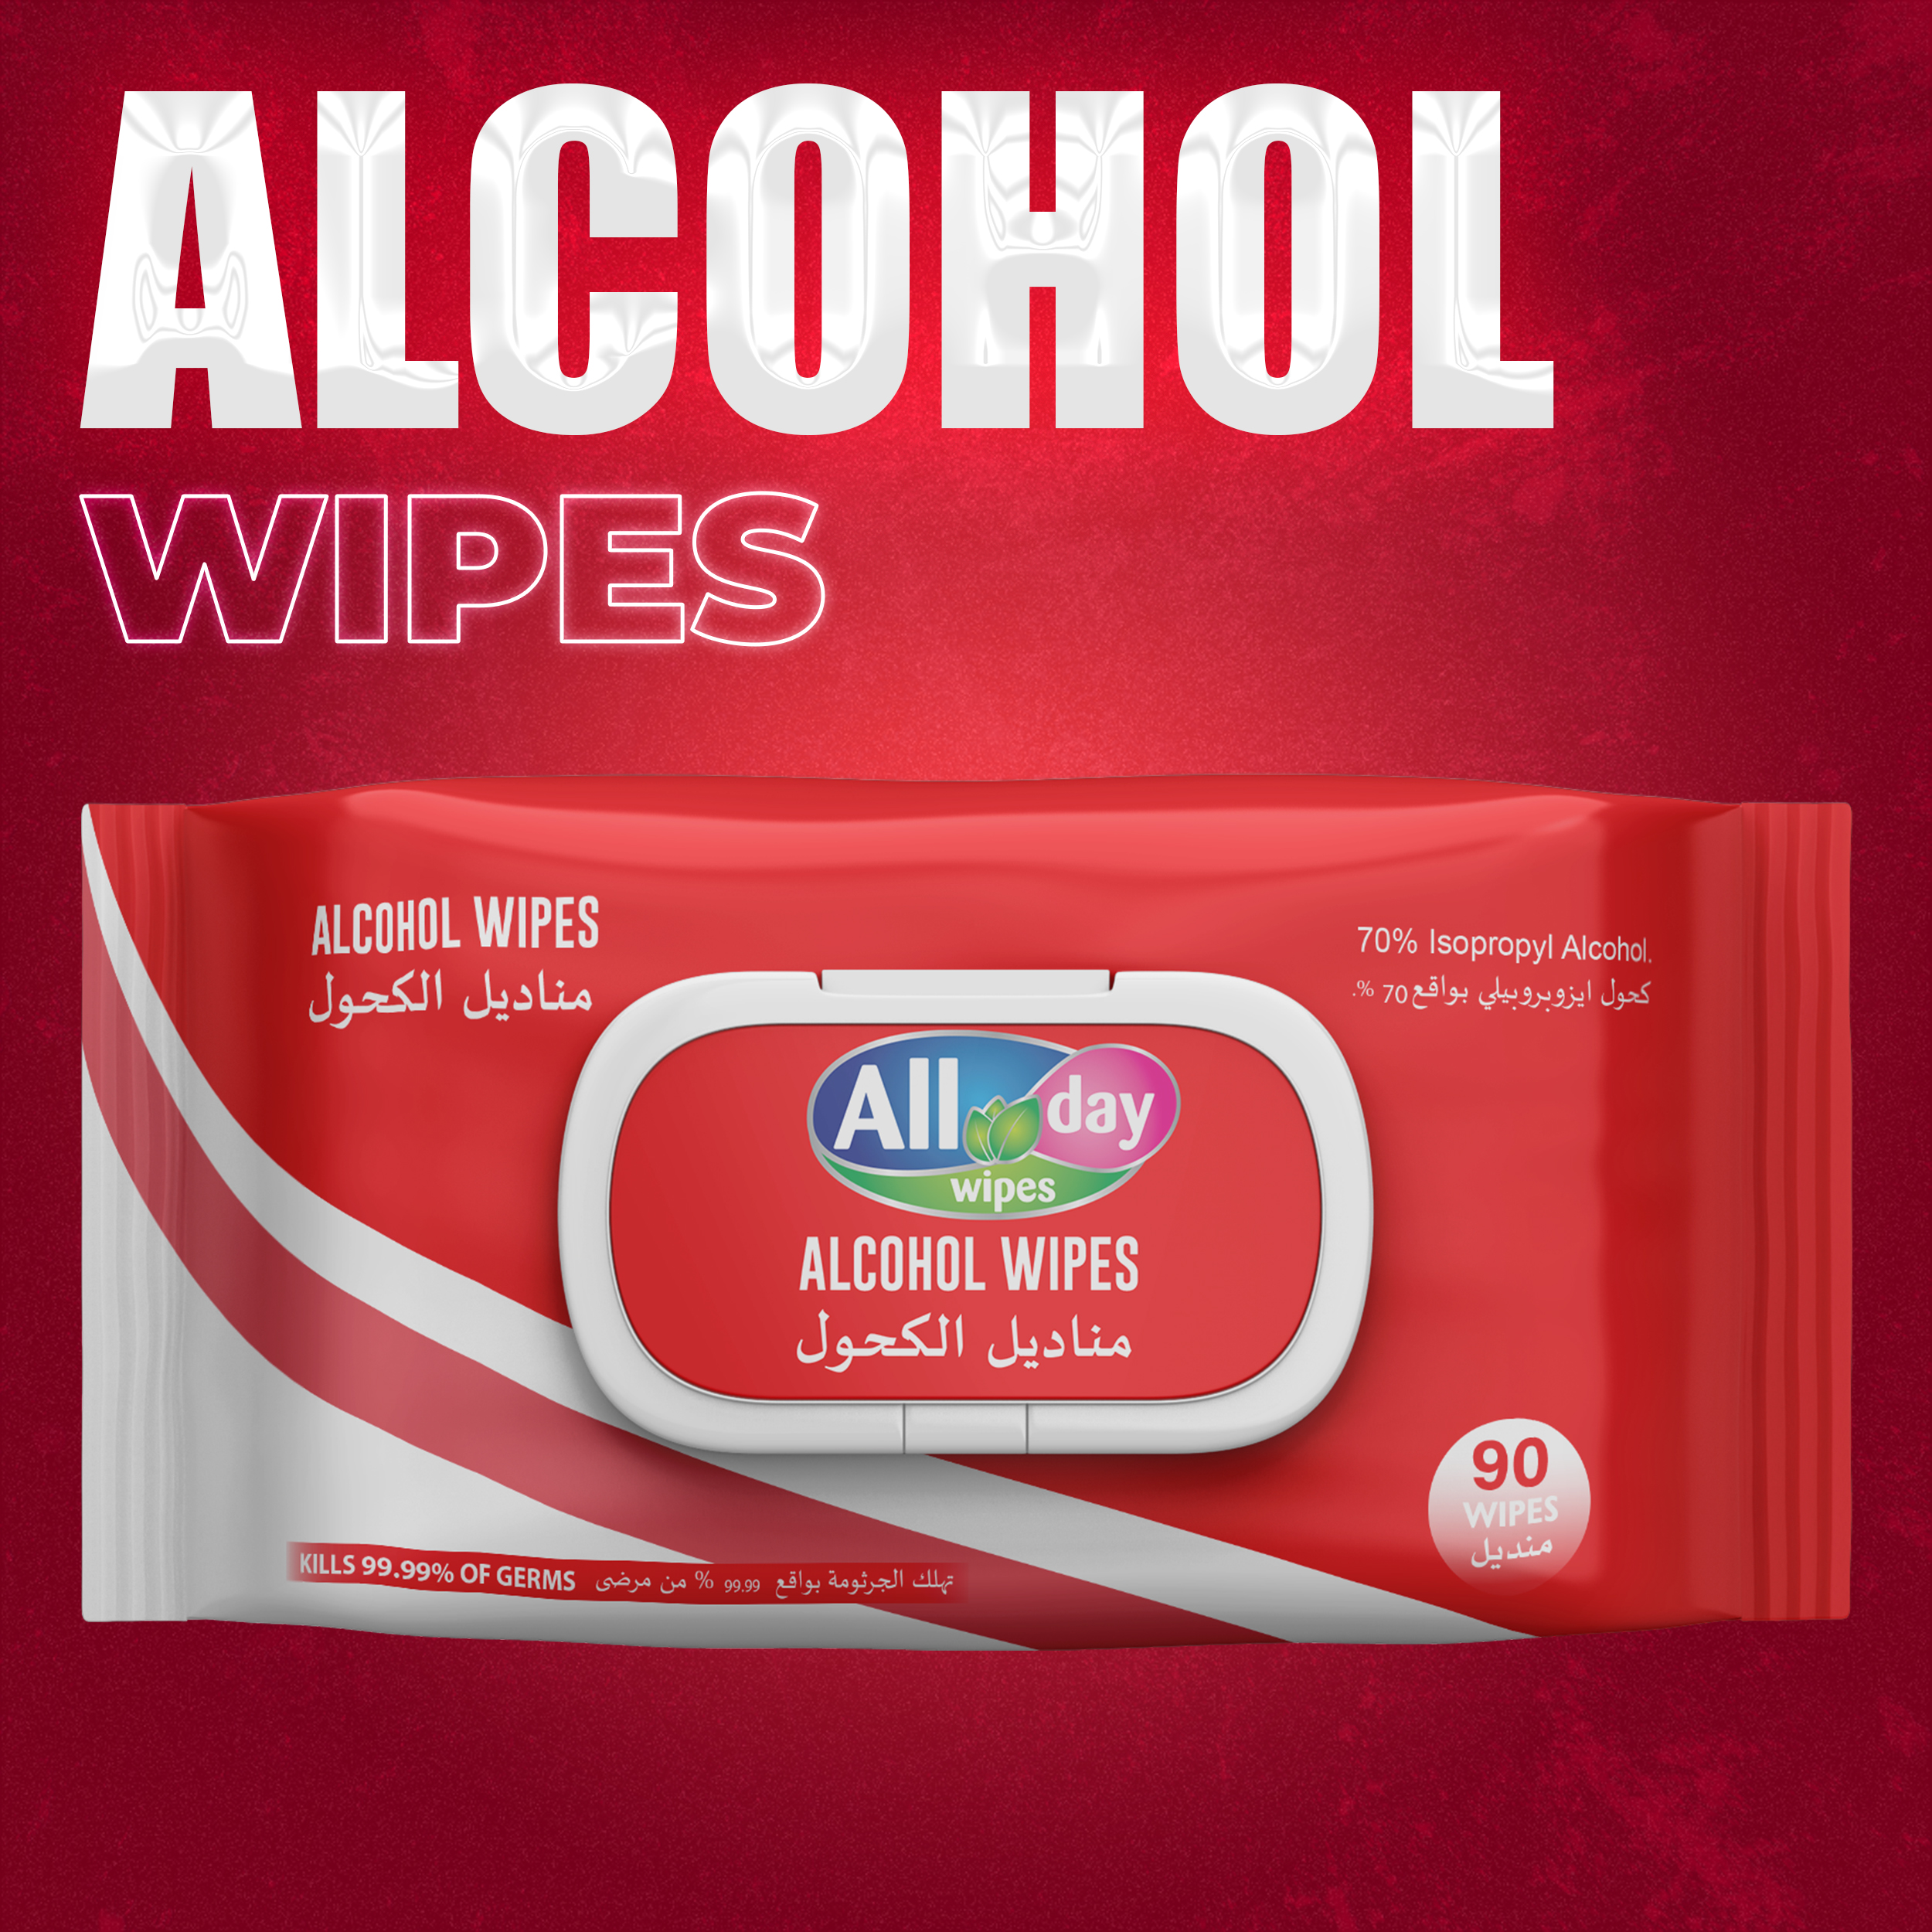 ALCOHOL
WIPES
ALCOHOL WIPES
مناديل الكحول
70% Isopropyl Alcohol.
كحول ايزوبروبيلي بواقع 70 %.
All day
wipes
ALCOHOL WIPES
مناديل الكحول
90
WIPES
منديل
KILLS 99.99% OF GERMS تهلك الجرثومة بواقع 99.99 % من مرضى